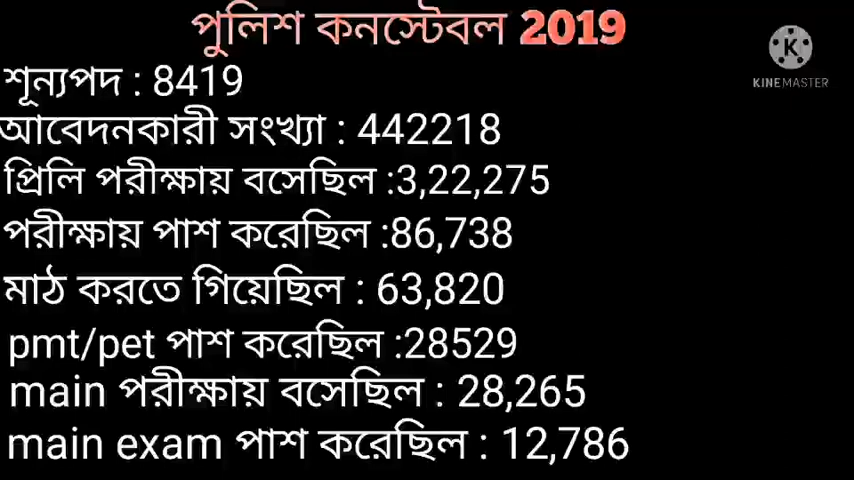 পুলিশ কনস্টেবল 2019
KINEMASTER
শূন্যপদ : 8419
আবেদনকারী সংখ্যা : 442218
প্রিলি পরীক্ষায় বসেছিল :3,22,275
পরীক্ষায় পাশ করেছিল :86,738
মাঠ করতে গিয়েছিল : 63,820
pmt/pet পাশ করেছিল :28529
main পরীক্ষায় বসেছিল : 28,265
main exam পাশ করেছিল : 12,786